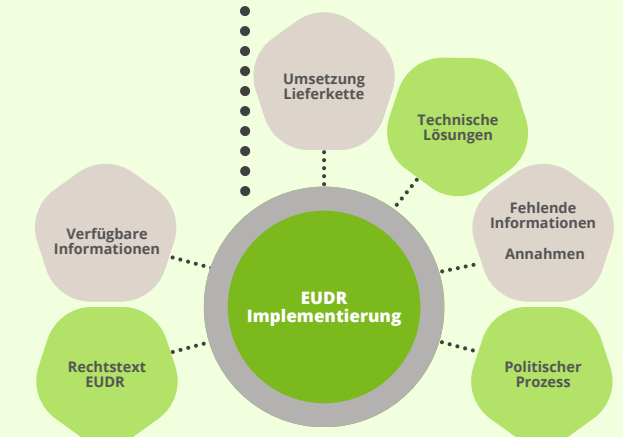 Umsetzung
Lieferkette
Technische
Lösungen
Fehlende
Informationen
Annahmen
Verfügbare
Informationen
EUDR
Implementierung
Rechtstext
EUDR
Politischer
Prozess